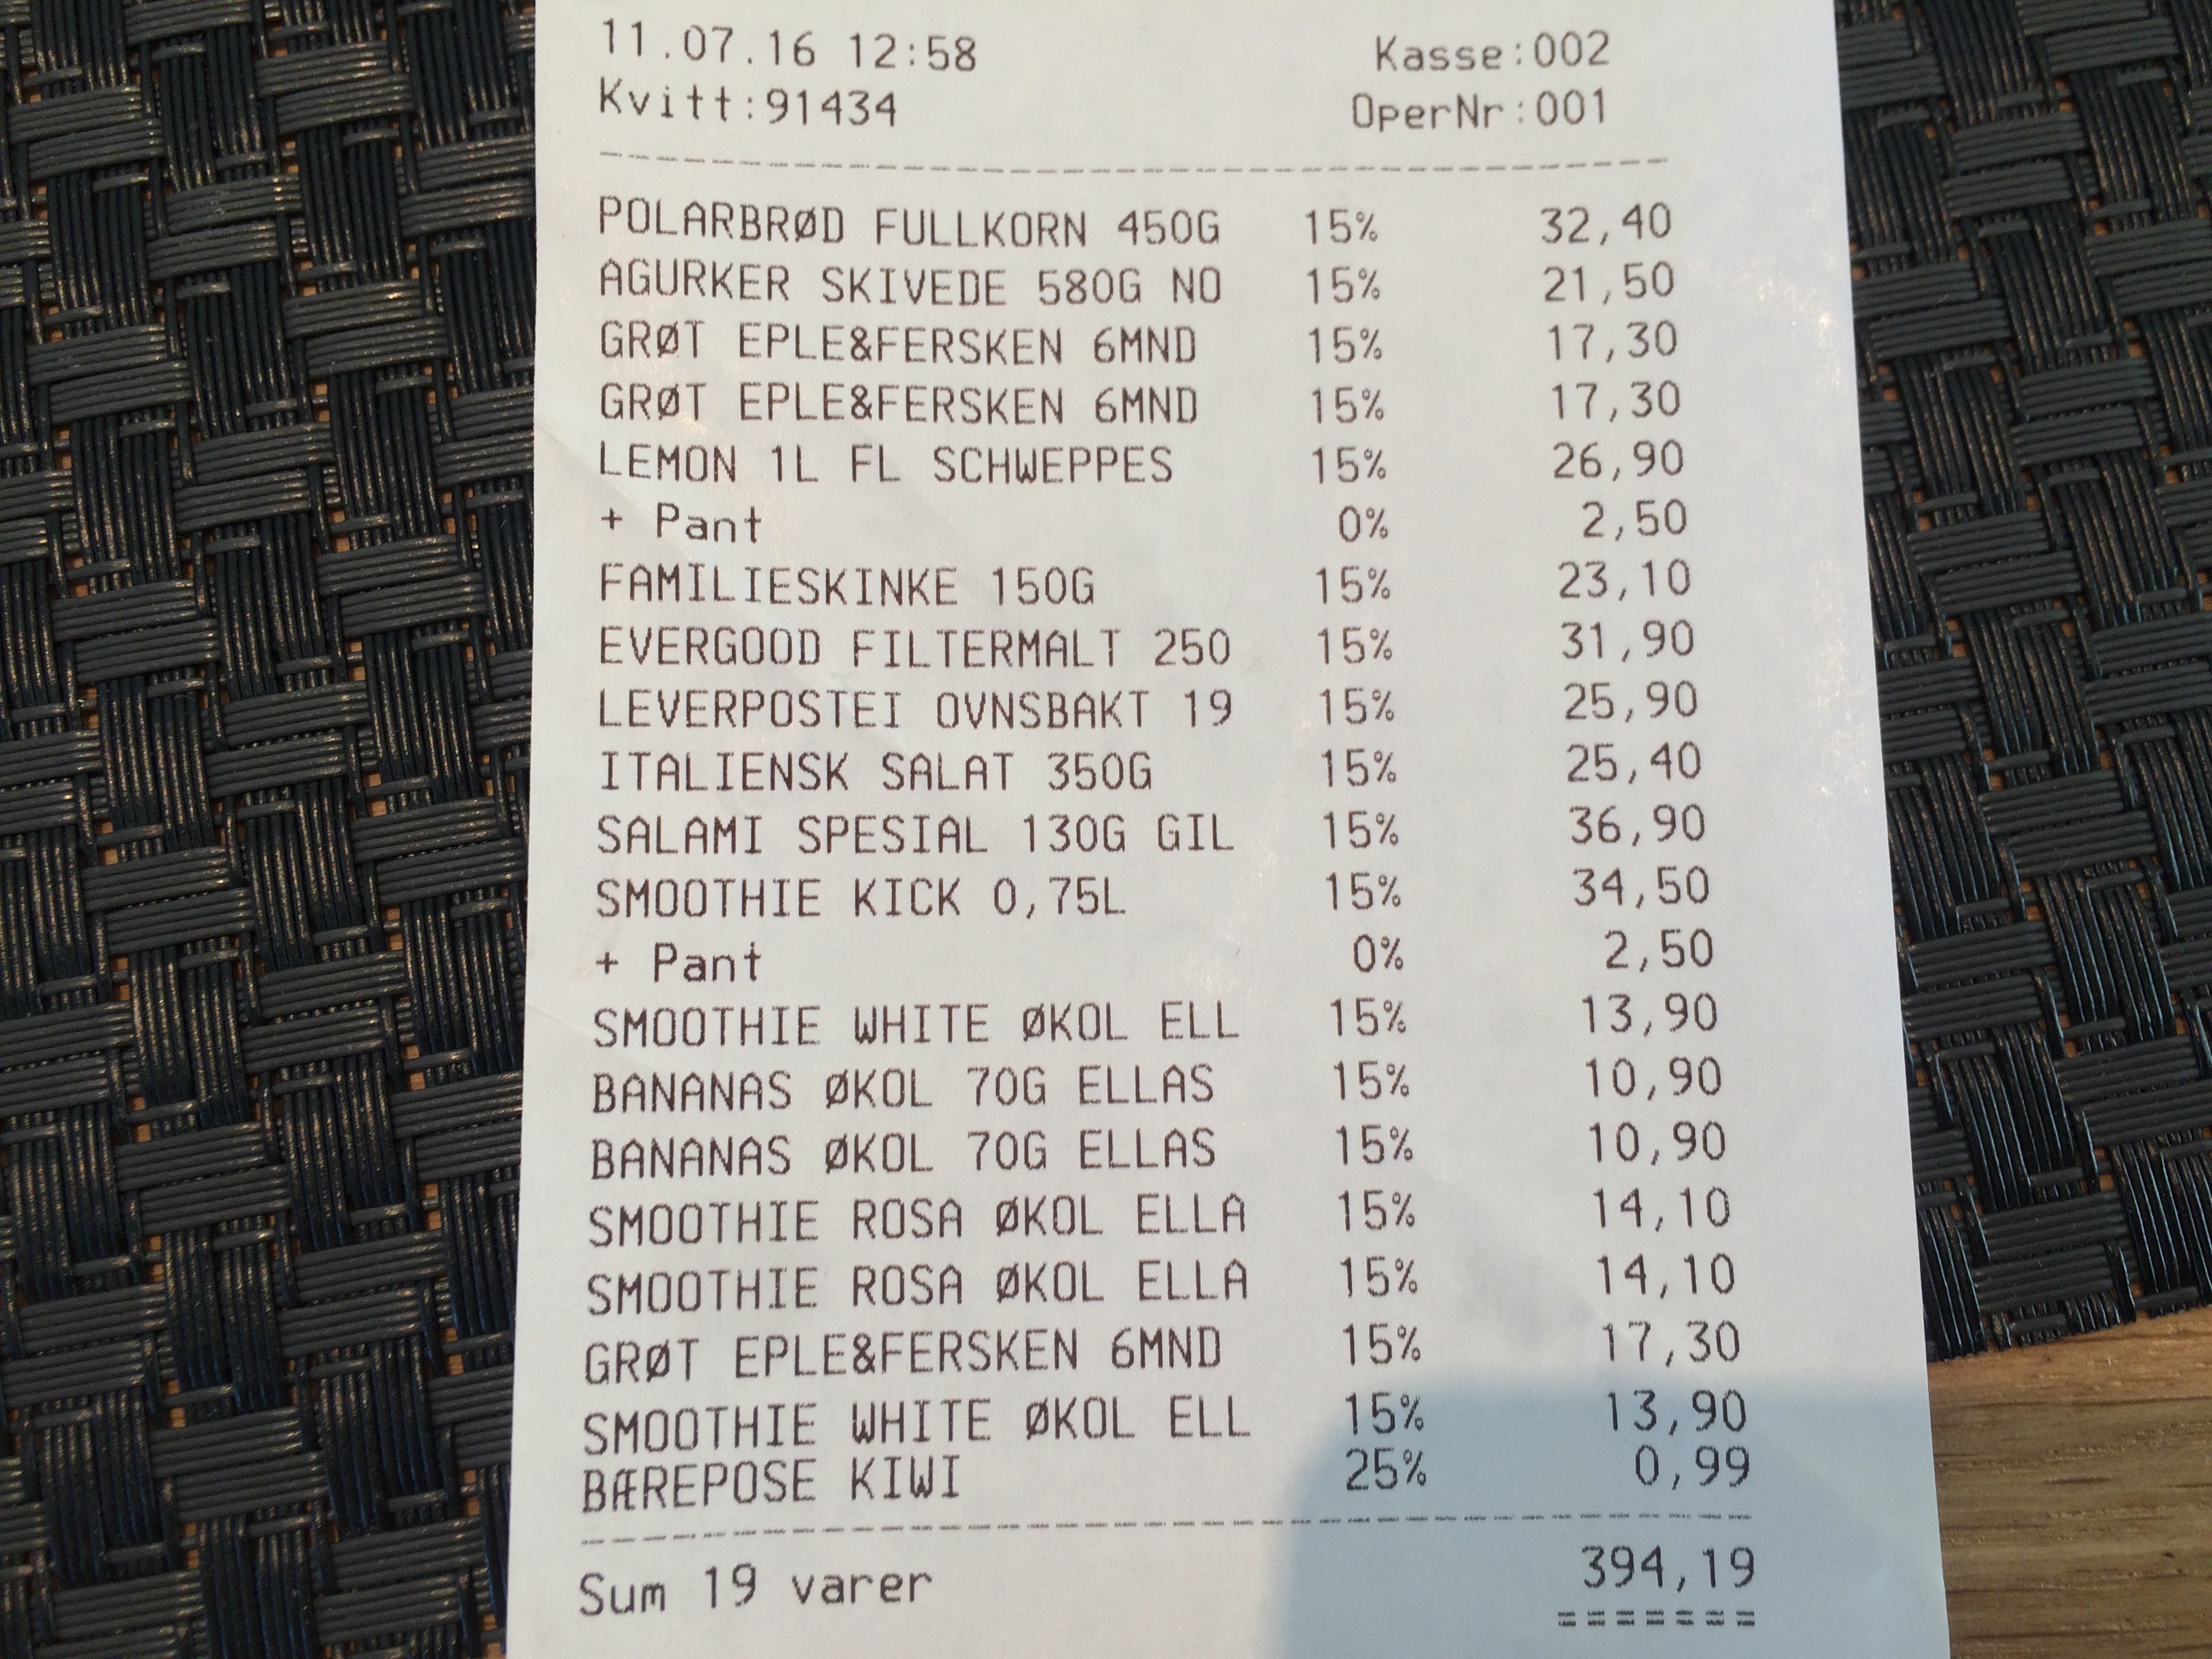 11.07.16 12:58 Kasse:002
Kvitt:91434 OperNr:001
--------------------------------------------
POLARBRØD FULLKORN 450G 15% 32,40
AGURKER SKIVEDE 580G NO 15% 21,50
GRØT EPLE&FERSKEN 6MND 15% 17,30
GRØT EPLE&FERSKEN 6MND 15% 17,30
LEMON 1L FL SCHWEPPES 15% 26,90
+ Pant 0% 2,50
FAMILIESKINKE 150G 15% 23,10
EVERGOOD FILTERMALT 250 15% 31,90
LEVERPOSTEI OVNSBAKT 19 15% 25,90
ITALIENSK SALAT 350G 15% 25,40
SALAMI SPESIAL 130G GIL 15% 36,90
SMOOTHIE KICK 0,75L 15% 34,50
+ Pant 0% 2,50
SMOOTHIE WHITE ØKOL ELL 15% 13,90
BANANAS ØKOL 70G ELLAS 15% 10,90
BANANAS ØKOL 70G ELLAS 15% 10,90
SMOOTHIE ROSA ØKOL ELLA 15% 14,10
SMOOTHIE ROSA ØKOL ELLA 15% 14,10
GRØT EPLE&FERSKEN 6MND 15% 17,30
SMOOTHIE WHITE ØKOL ELL 15% 13,90
BÆREPOSE KIWI 25% 0,99
--------------------------------------------
Sum 19 varer 394,19
========